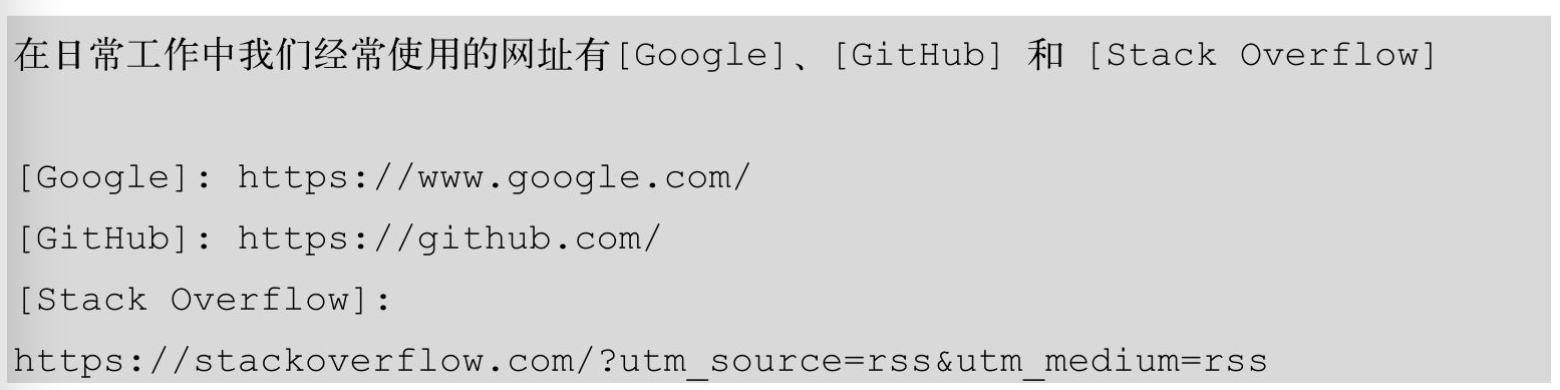 在日常工作中我们经常使用的网址有[Google]、[GitHub] 和 [Stack Overflow]
[Google]: https://www.google.com/
[GitHub]: https://github.com/
[Stack Overflow]:
https://stackoverflow.com/?utm_source=rss&utm_medium=rss